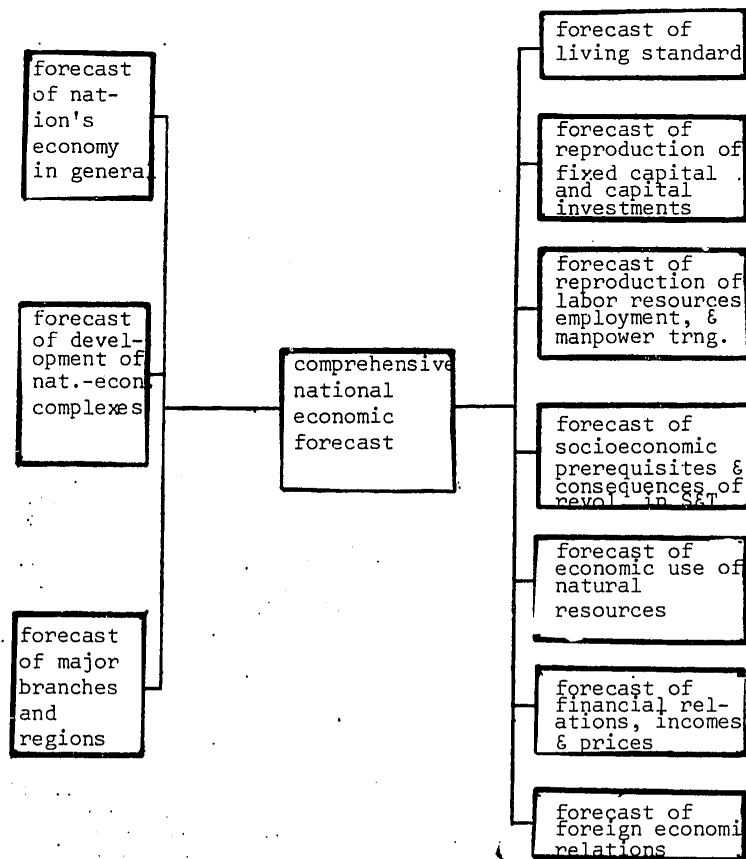 forecast
of nat-
ion's
economy
in general
forecast
of devel-
opment of
nat.-econ.
complexes
forecast
of major
branches
and
regions
comprehensive
national
economic
forecast
forecast of
living standard
forecast of
reproduction of
fixed capital
and capital
investments
forecast of
reproduction of
labor resources
employment, &
manpower trng.
forecast of
socioeconomic
prerequisites &
consequences of
revol. in S&T
forecast of
economic use of
natural
resources
forecast of
financial rel-
ations, incomes
& prices
forecast of
foreign economi
relations